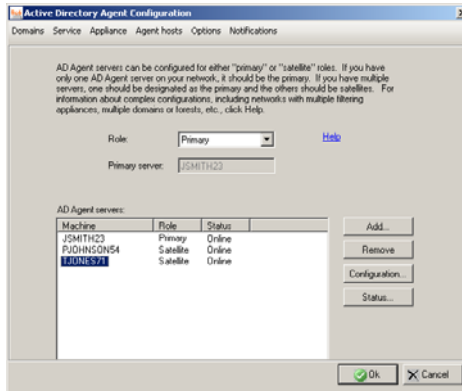 Active Directory Agent Configuration
Domains Service Appliance Agent hosts Options Notifications
AD Agent servers can be configured for either "primary" or "satellite" roles. If you have
only one AD Agent server on your network, it should be the primary. If you have multiple
servers, one should be designated as the primary and the others should be satellites. For
information about complex configurations, including networks with multiple filtering
appliances, multiple domains or forests, etc., click Help.
Role: Primary Help
Primary server: JSMITH23
AD Agent servers:
Machine Role Status
JSMITH23 Primary Online
PJOHNSON54 Satellite Online
TJONES71 Satellite Online
Add...
Remove
Configuration...
Status...
Ok Cancel